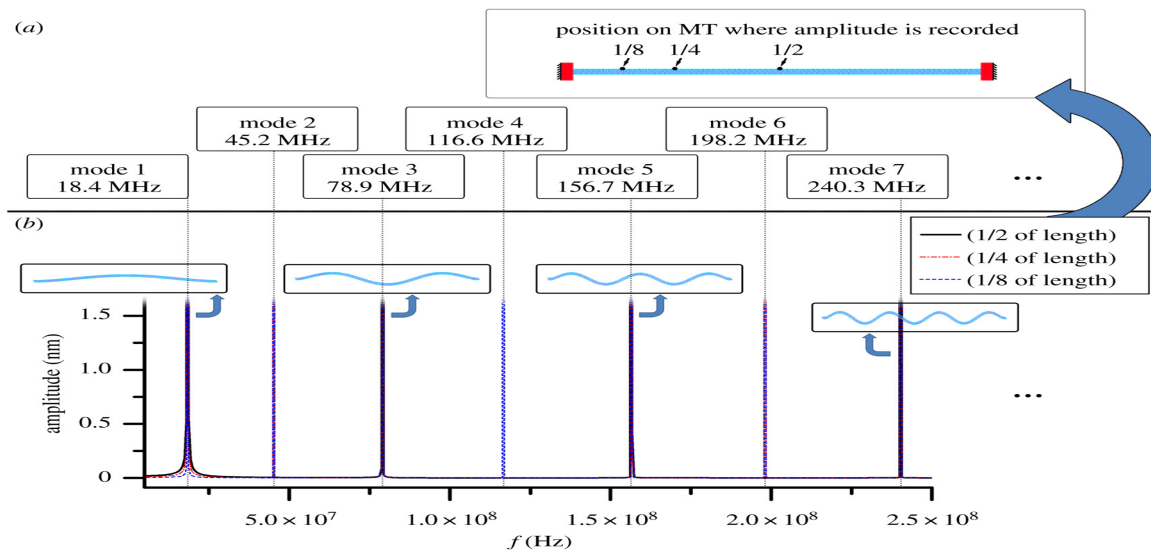 (a)
position on MT where amplitude is recorded
1/8 1/4 1/2
mode 2
45.2 MHz
mode 4
116.6 MHz
mode 6
198.2 MHz
mode 1
18.4 MHz
mode 3
78.9 MHz
mode 5
156.7 MHz
mode 7
240.3 MHz
...
(b)
(1/2 of length)
(1/4 of length)
(1/8 of length)
amplitude (nm)
1.5
1.0
0.5
0
...
5.0 × 10⁷ 1.0 × 10⁸ 1.5 × 10⁸ 2.0 × 10⁸ 2.5 × 10⁸
f (Hz)